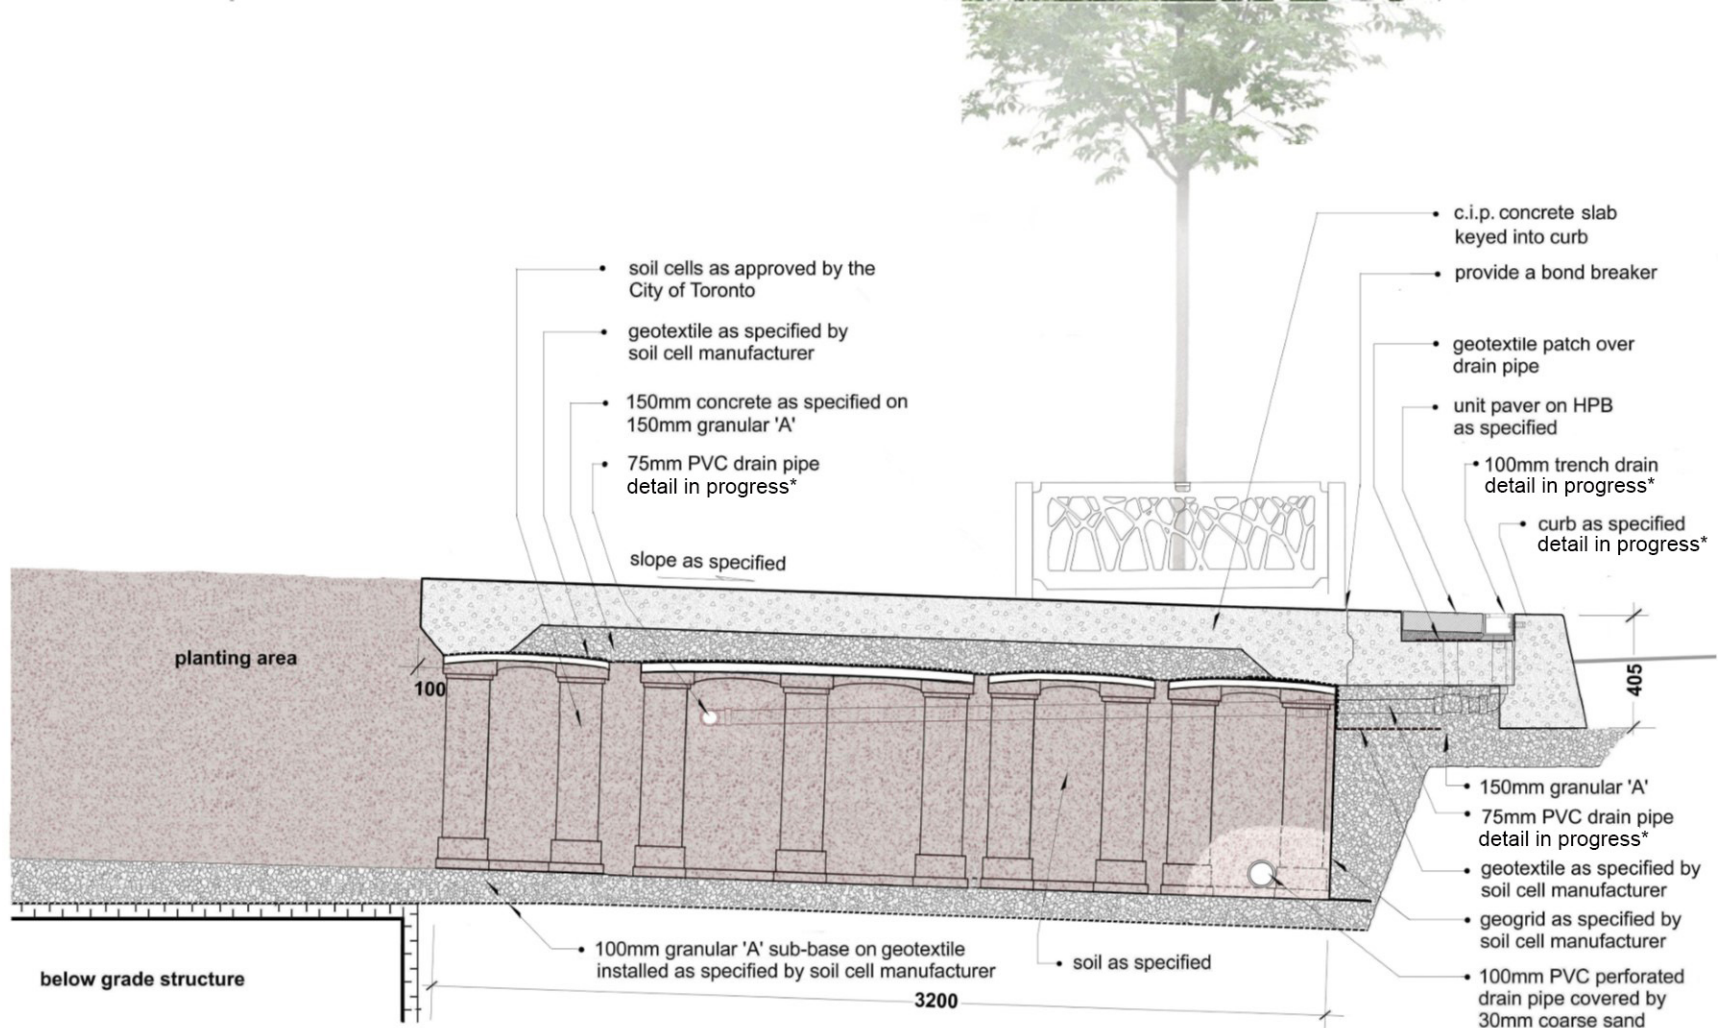 soil cells as approved by the
City of Toronto
geotextile as specified by
soil cell manufacturer
150mm concrete as specified on
150mm granular 'A'
75mm PVC drain pipe
detail in progress*
slope as specified
c.i.p. concrete slab
keyed into curb
provide a bond breaker
geotextile patch over
drain pipe
unit paver on HPB
as specified
100mm trench drain
detail in progress*
curb as specified
detail in progress*
planting area
100
405
150mm granular 'A'
75mm PVC drain pipe
detail in progress*
geotextile as specified by
soil cell manufacturer
geogrid as specified by
soil cell manufacturer
100mm PVC perforated
drain pipe covered by
30mm coarse sand
100mm granular 'A' sub-base on geotextile
installed as specified by soil cell manufacturer
soil as specified
below grade structure
3200